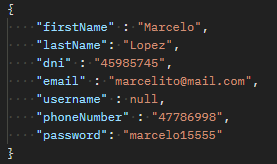 {
    "firstName" : "Marcelo",
    "lastName": "Lopez",
    "dni" : "45985745",
    "email" : "marcelito@mail.com",
    "username" : null,
    "phoneNumber" : "47786998",
    "password": "marcelo15555"
}